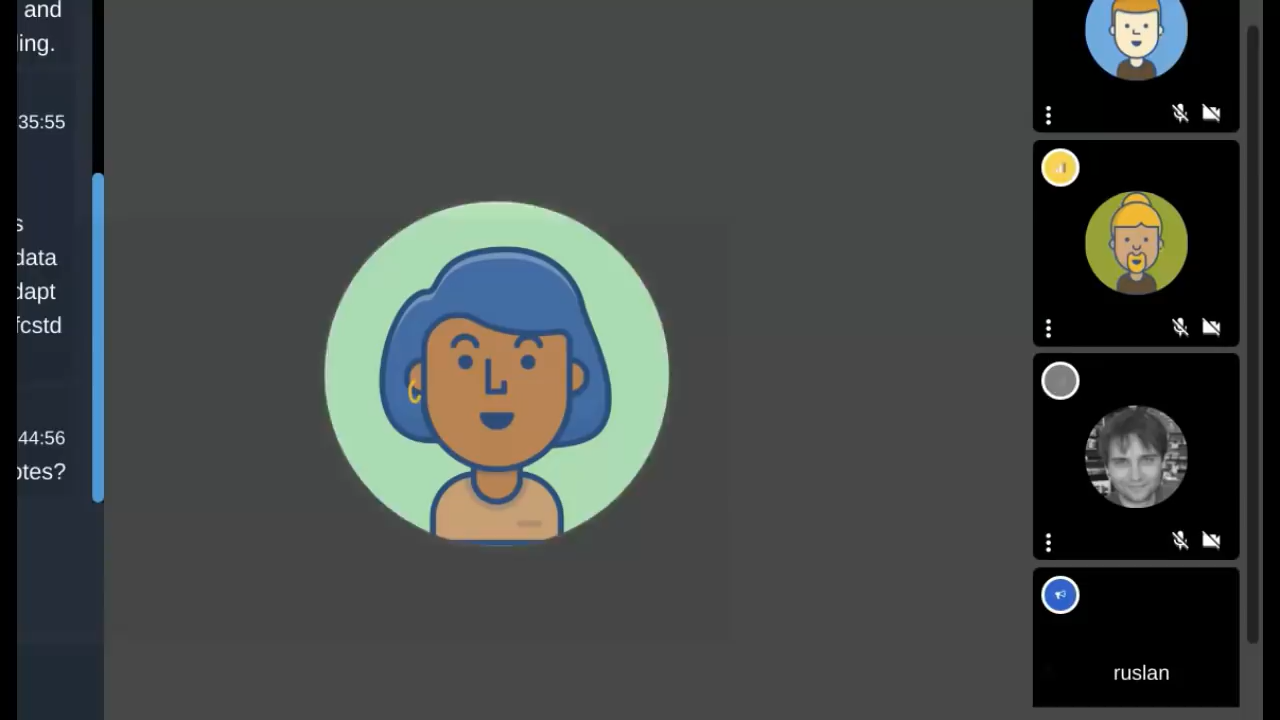 and
ing.
35:55
s
data
dapt
fcstd
44:56
otes?
ruslan